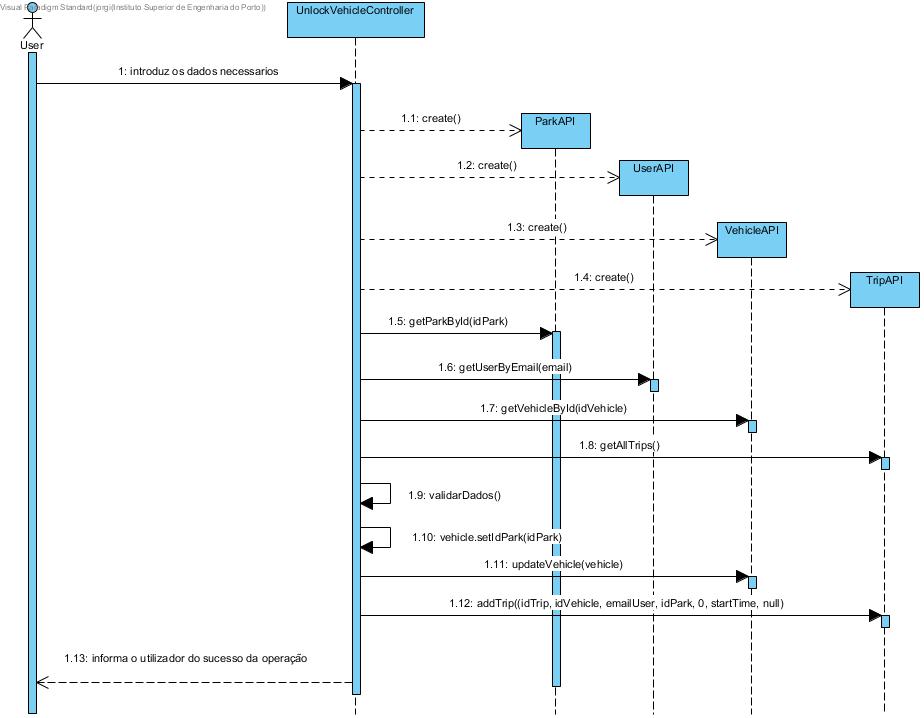 Visual Paradigm Standard(jorgi(Instituto Superior de Engenharia do Porto))
UnlockVehicleController
User
1: introduz os dados necessarios
1.1: create()
ParkAPI
1.2: create()
UserAPI
1.3: create()
VehicleAPI
1.4: create()
TripAPI
1.5: getParkById(idPark)
1.6: getUserByEmail(email)
1.7: getVehicleById(idVehicle)
1.8: getAllTrips()
1.9: validarDados()
1.10: vehicle.setIdPark(idPark)
1.11: updateVehicle(vehicle)
1.12: addTrip((idTrip, idVehicle, emailUser, idPark, 0, startTime, null)
1.13: informa o utilizador do sucesso da operação